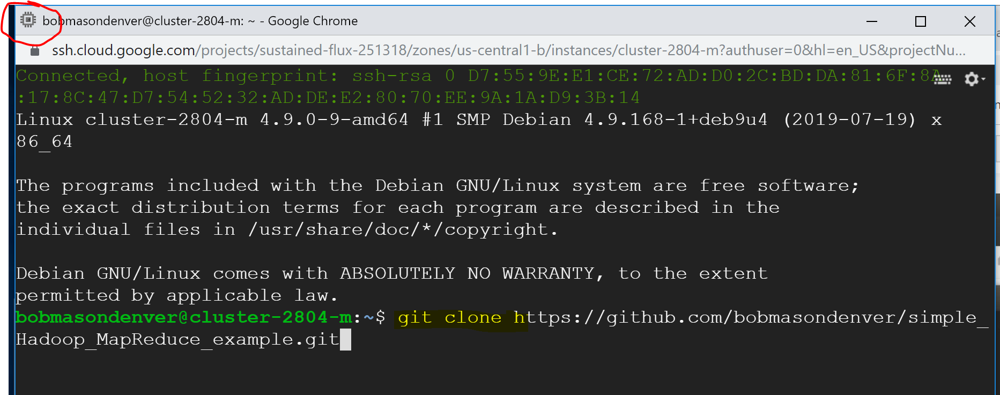 bobmasondenver@cluster-2804-m: ~ - Google Chrome
ssh.cloud.google.com/projects/sustained-flux-251318/zones/us-central1-b/instances/cluster-2804-m?authuser=0&hl=en_US&projectNu...
Connected, host fingerprint: ssh-rsa 0 D7:55:9E:E1:CE:72:AD:D0:2C:BD:DA:81:6F:8A
:17:8C:47:D7:54:52:32:AD:DE:E2:80:70:EE:9A:1A:D9:3B:14
Linux cluster-2804-m 4.9.0-9-amd64 #1 SMP Debian 4.9.168-1+deb9u4 (2019-07-19) x
86_64
The programs included with the Debian GNU/Linux system are free software;
the exact distribution terms for each program are described in the
individual files in /usr/share/doc/*/copyright.
Debian GNU/Linux comes with ABSOLUTELY NO WARRANTY, to the extent
permitted by applicable law.
bobmasondenver@cluster-2804-m:~$ git clone https://github.com/bobmasondenver/simple_
Hadoop_MapReduce_example.git